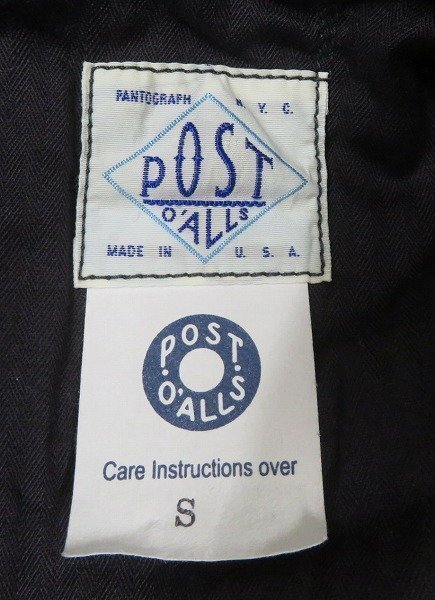 PANTOGRAPH N.Y.C.
POST
O'ALLS
MADE IN U.S.A.
POST
O'ALLS
Care Instructions over
S